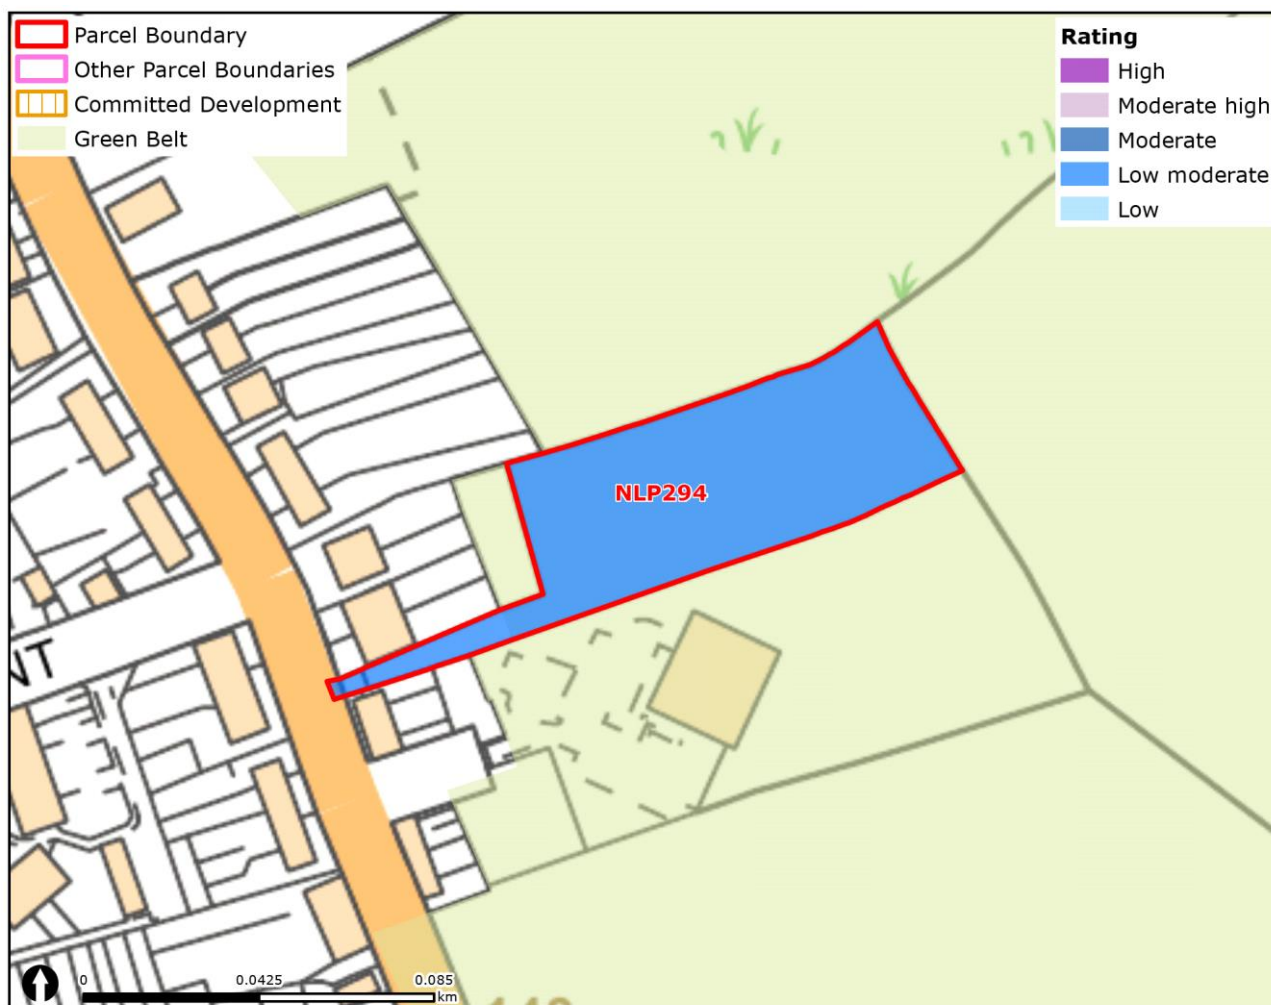 Parcel Boundary
Other Parcel Boundaries
Committed Development
Green Belt
Rating
High
Moderate high
Moderate
Low moderate
Low
NLP294
NT
0 0.0425 0.085
km